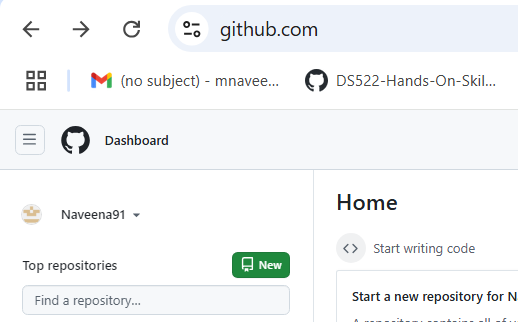 github.com
(no subject) - mnavee...
DS522-Hands-On-Skil...
Dashboard
Naveena91
Home
Top repositories
New
Start writing code
Find a repository...
Start a new repository for N
A repository contains all of